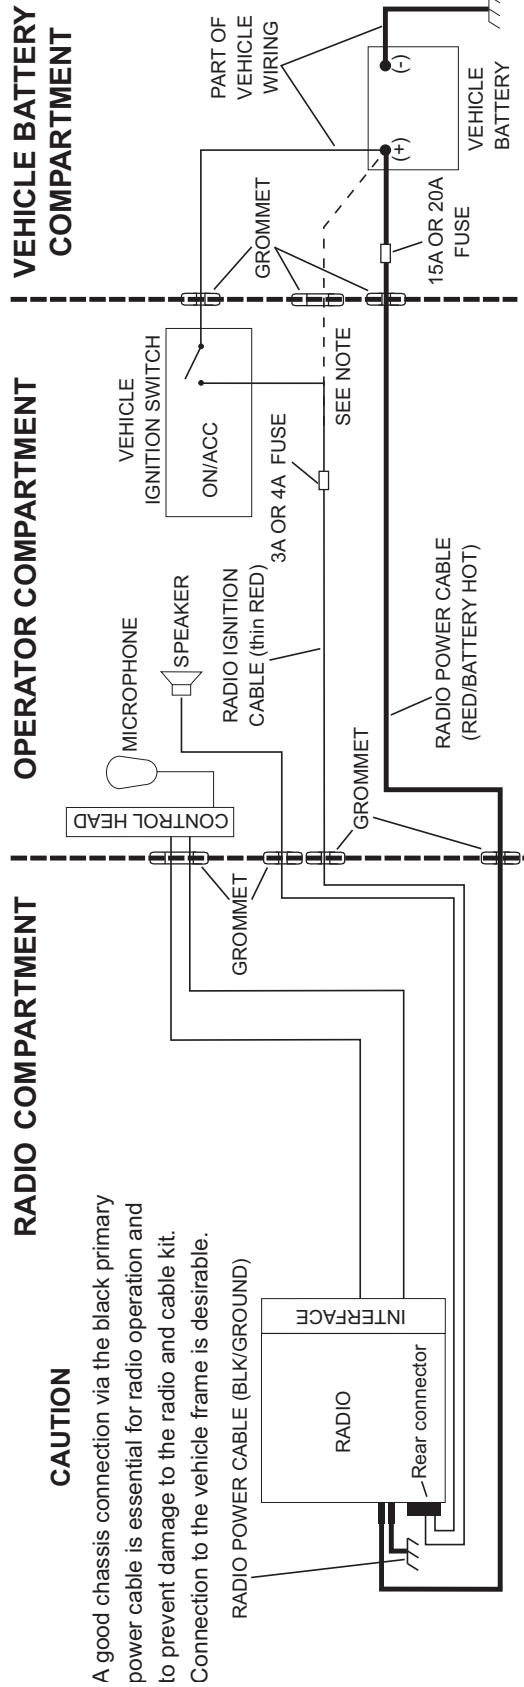 RADIO COMPARTMENT
OPERATOR COMPARTMENT
VEHICLE BATTERY
COMPARTMENT
CAUTION
A good chassis connection via the black primary
power cable is essential for radio operation and
to prevent damage to the radio and cable kit.
Connection to the vehicle frame is desirable.
RADIO POWER CABLE (BLK/GROUND)
INTERFACE
RADIO
Rear connector
GROMMET
CONTROL HEAD
MICROPHONE
SPEAKER
RADIO IGNITION
CABLE (thin RED)
GROMMET
RADIO POWER CABLE
(RED/BATTERY HOT)
VEHICLE
IGNITION SWITCH
ON/ACC
3A OR 4A FUSE
SEE NOTE
GROMMET
15A OR 20A
FUSE
PART OF
VEHICLE
WIRING
(-)
(+)
VEHICLE
BATTERY